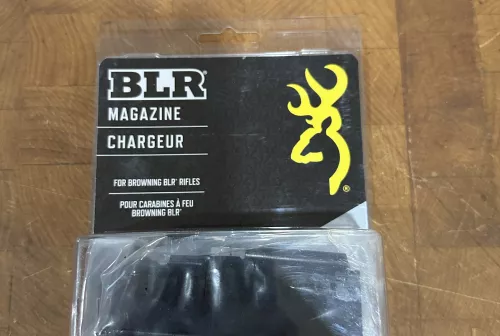 BLR®
MAGAZINE
CHARGEUR
FOR BROWNING BLR® RIFLES
POUR CARABINES À FEU
BROWNING BLR®
®